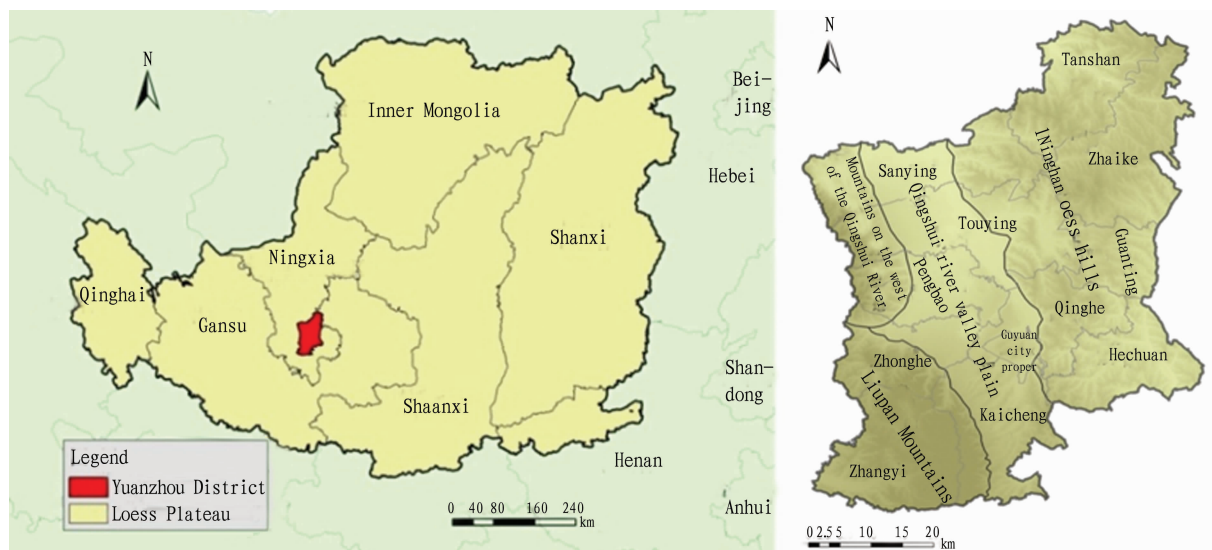 N
Inner Mongolia
Bei-
jing
Hebei
Shanxi
Ningxia
Qinghai
Gansu
Shan-
dong
Shaanxi
Henan
Anhui
Legend
Yuanzhou District
Loess Plateau
0 40 80 160 240
km
N
Tanshan
Zhaike
1Ninghan oess hills
Sanying
Mountains on the west
of the Qingshui River
Qingshui river valley plain
Touying
Guanting
Pengbao
Qinghe
Guyuan
city
proper
Hechuan
Zhonghe
Liupan Mountains
Kaicheng
Zhangyi
0 2.5 5 10 15 20
km